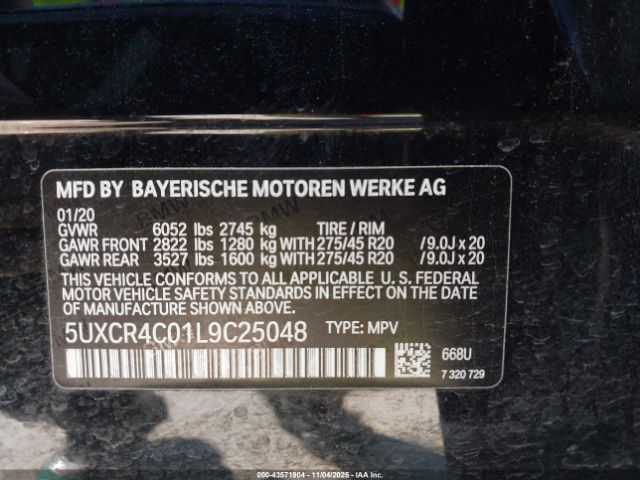 MFD BY BAYERISCHE MOTOREN WERKE AG
01/20
GVWR 6052 lbs 2745 kg TIRE / RIM
GAWR FRONT 2822 lbs 1280 kg WITH 275/45 R20 /9.0J x 20
GAWR REAR 3527 lbs 1600 kg WITH 275/45 R20 /9.0J x 20
THIS VEHICLE CONFORMS TO ALL APPLICABLE U. S. FEDERAL
MOTOR VEHICLE SAFETY STANDARDS IN EFFECT ON THE DATE
OF MANUFACTURE SHOWN ABOVE.
5UXCR4C01L9C25048 TYPE: MPV
668U
7 320 729
000-43571904 - 11/04/2025 - IAAI.COM